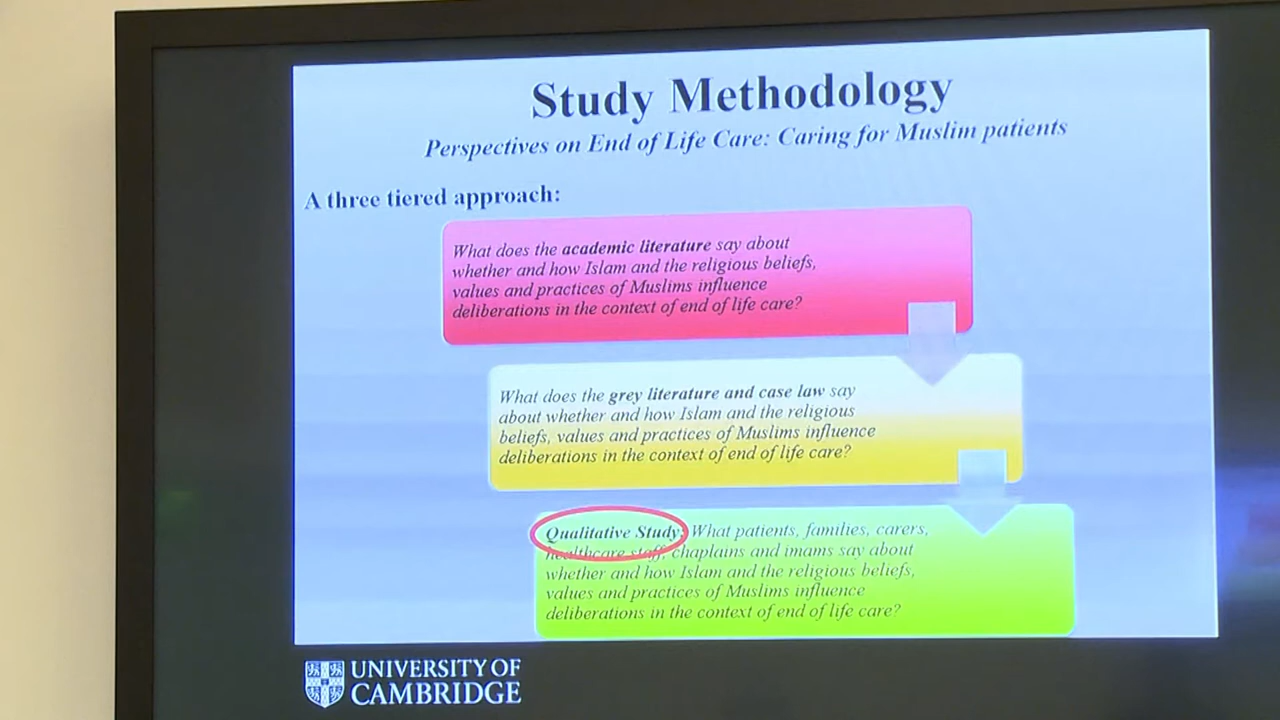 Study Methodology
Perspectives on End of Life Care: Caring for Muslim patients
A three tiered approach:
What does the academic literature say about
whether and how Islam and the religious beliefs,
values and practices of Muslims influence
deliberations in the context of end of life care?
What does the grey literature and case law say
about whether and how Islam and the religious
beliefs, values and practices of Muslims influence
deliberations in the context of end of life care?
Qualitative Study: What patients, families, carers,
healthcare staff, chaplains and imams say about
whether and how Islam and the religious beliefs,
values and practices of Muslims influence
deliberations in the context of end of life care?
UNIVERSITY OF
CAMBRIDGE